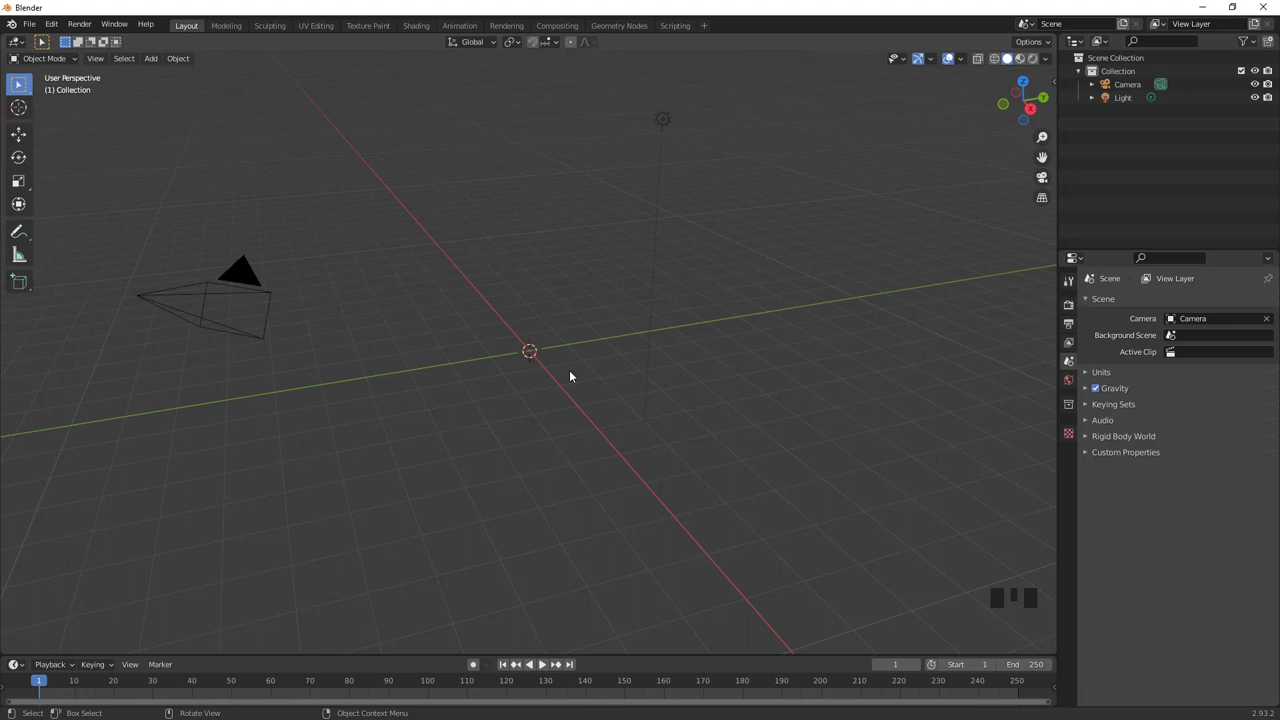 Blender
File Edit Render Window Help Layout Modeling Sculpting UV Editing Texture Paint Shading Animation Rendering Compositing Geometry Nodes Scripting + Scene View Layer
Global Options
Object Mode View Select Add Object
User Perspective
(1) Collection
Z
Y
X
Scene Collection
Collection
Camera
Light
Scene View Layer
Scene
Camera Camera
Background Scene
Active Clip
Units
Gravity
Keying Sets
Audio
Rigid Body World
Custom Properties
Playback Keying View Marker 1 Start 1 End 250
1 10 20 30 40 50 60 70 80 90 100 110 120 130 140 150 160 170 180 190 200 210 220 230 240 250
Select Box Select Rotate View Object Context Menu 2.93.2